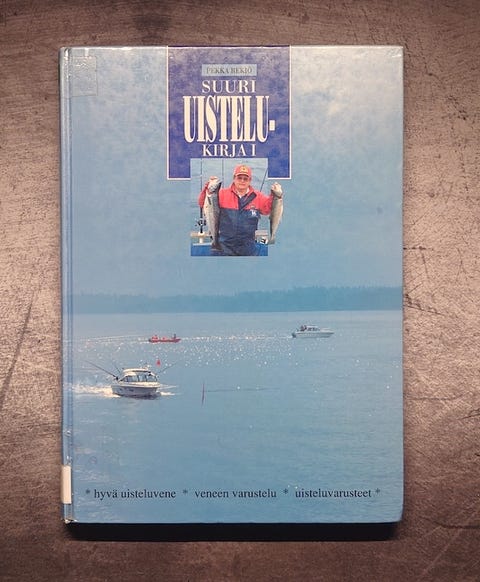 PEKKA REKIÖ
SUURI
UISTELU-
KIRJA I
* hyvä uisteluvene * veneen varustelu * uisteluvarusteet *